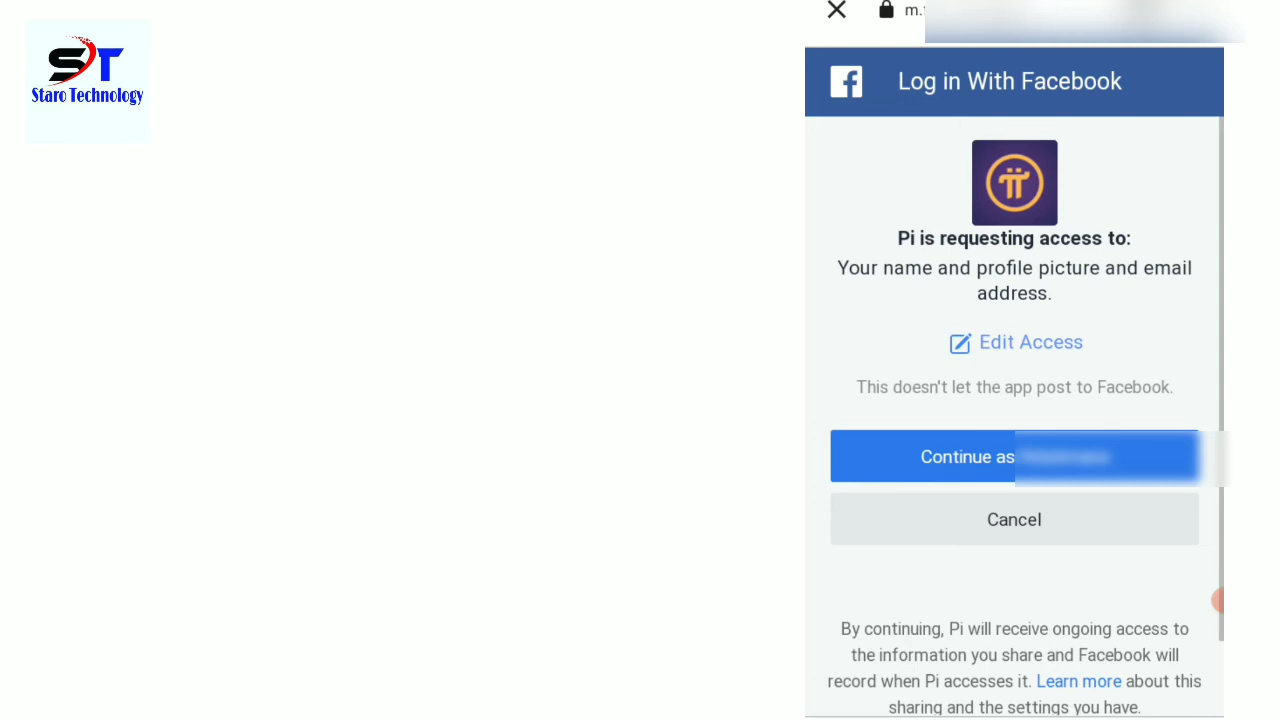 ST
Staro Technology
m.
Log in With Facebook
Pi is requesting access to:
Your name and profile picture and email
address.
Edit Access
This doesn't let the app post to Facebook.
Continue as
Cancel
By continuing, Pi will receive ongoing access to
the information you share and Facebook will
record when Pi accesses it. Learn more about this
sharing and the settings you have.